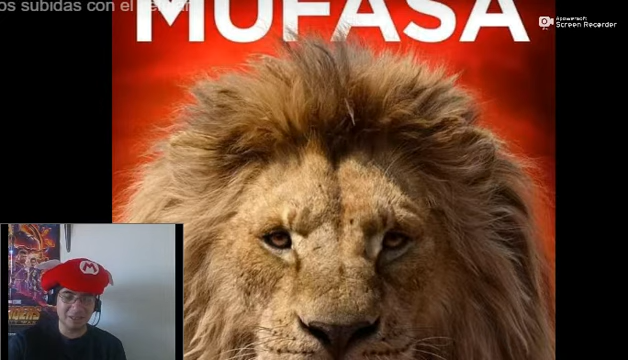 os subidas con el
MUFASA
Apowersoft
Screen Recorder
M